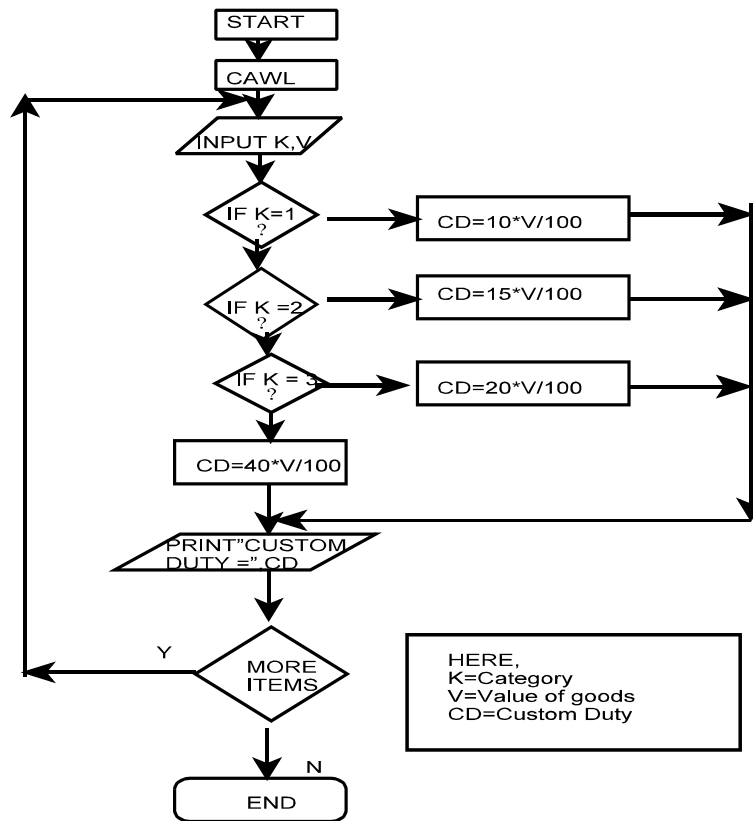 START
CAWL
INPUT K,V
IF K=1
?
CD=10*V/100
IF K =2
?
CD=15*V/100
IF K = 3
?
CD=20*V/100
CD=40*V/100
PRINT”CUSTOM
DUTY =”,CD
Y
MORE
ITEMS
N
END
HERE,
K=Category
V=Value of goods
CD=Custom Duty